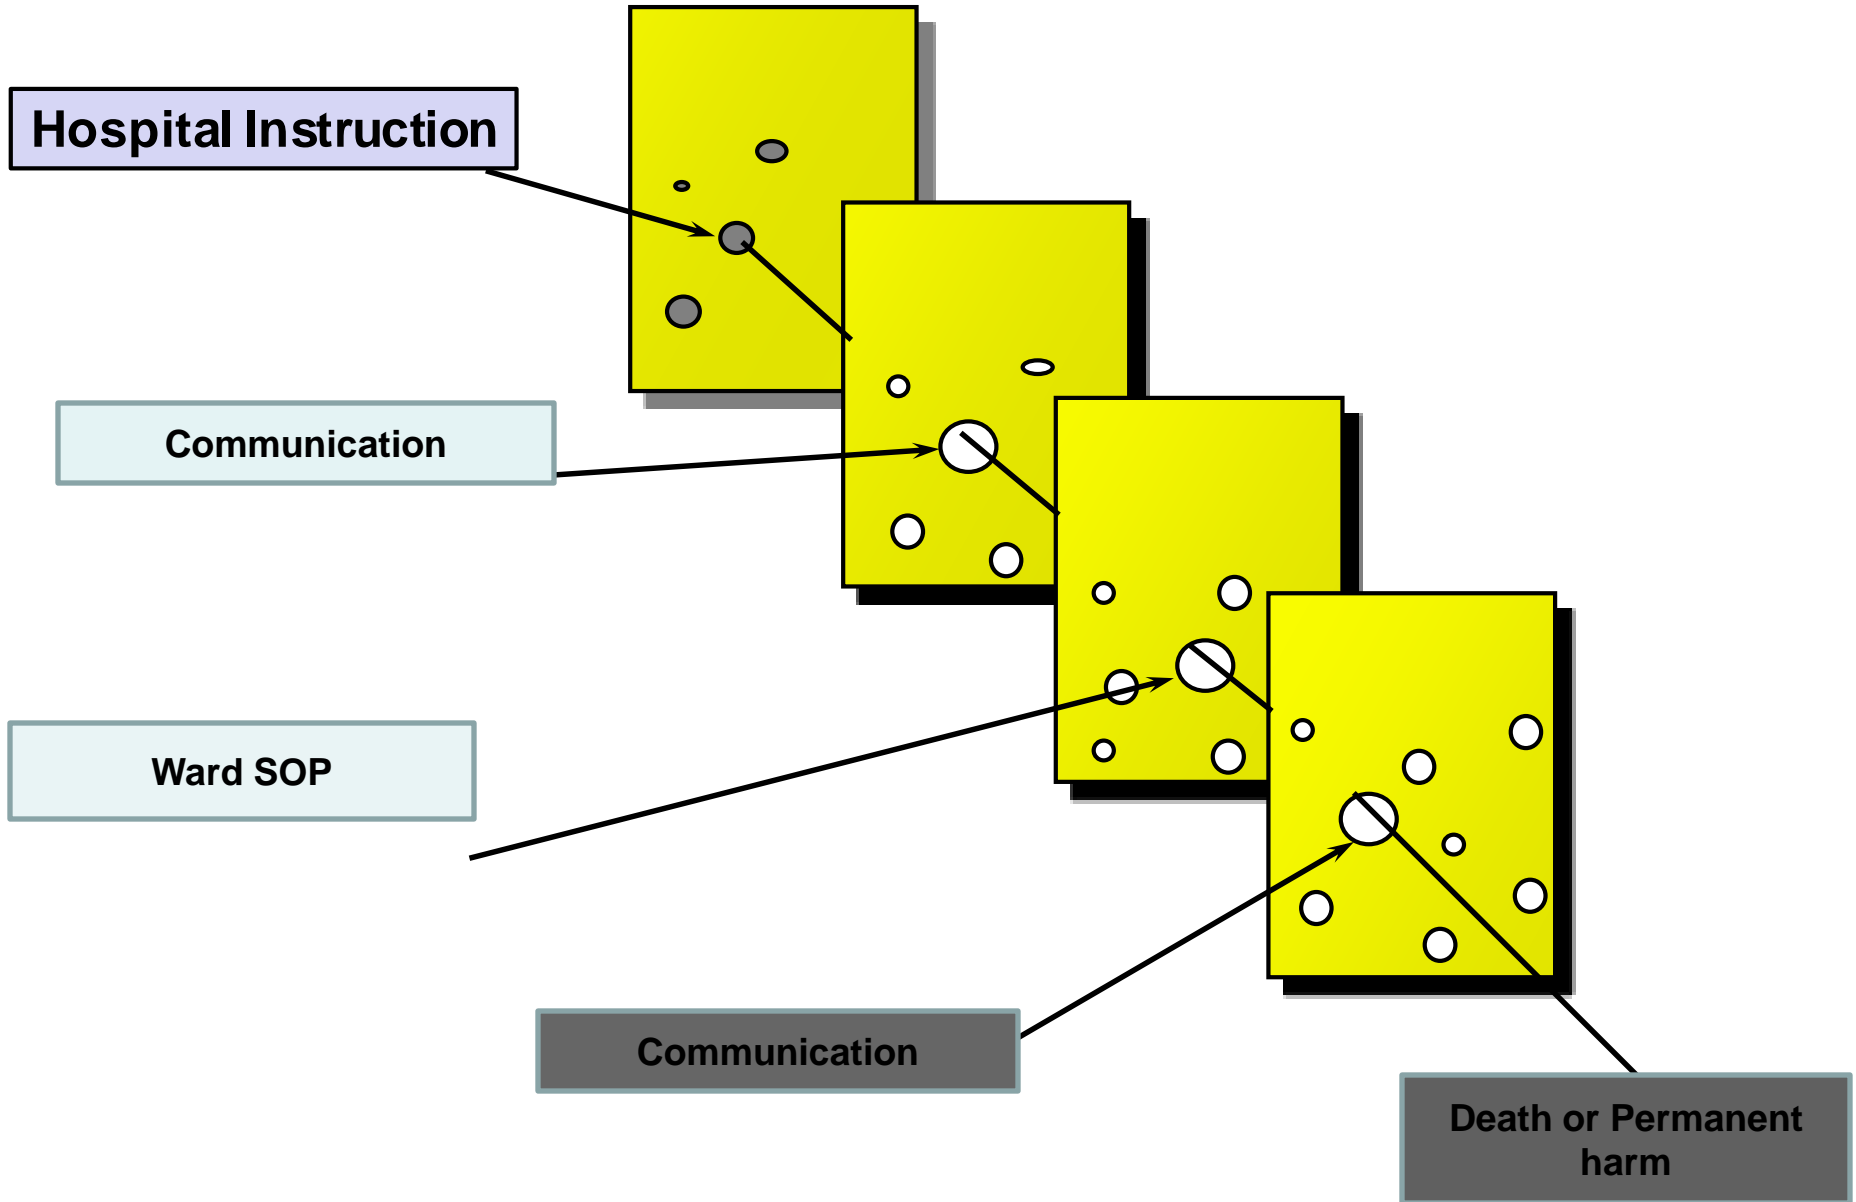 Hospital Instruction
Communication
Ward SOP
Communication
Death or Permanent
harm